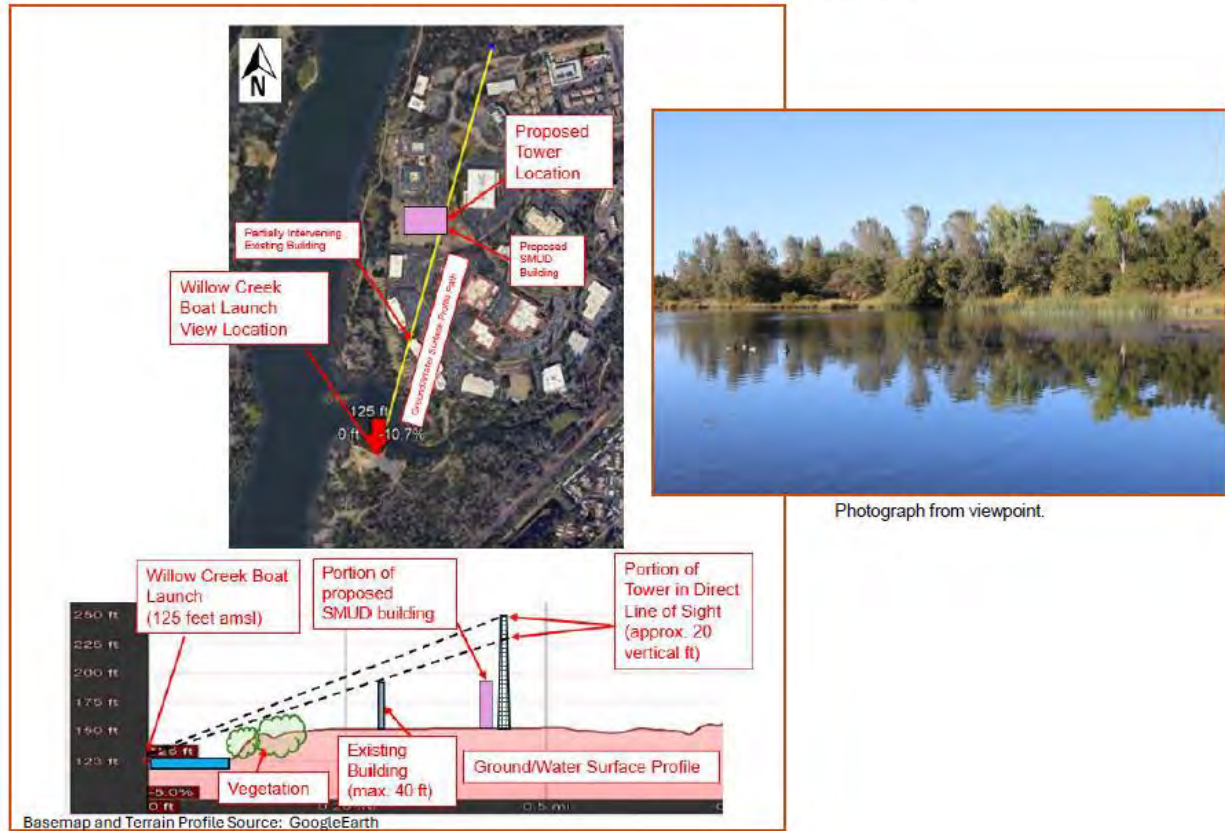 N
Proposed
Tower
Location
Partially Intervening
Existing Building
Proposed
SMUD
Building
Willow Creek
Boat Launch
View Location
Ground/Water Surface Profile Path
125 ft
0 ft
-10.7%
Photograph from viewpoint.
Willow Creek Boat
Launch
(125 feet amsl)
Portion of
proposed
SMUD building
Portion of
Tower in Direct
Line of Sight
(approx. 20
vertical ft)
250 ft
225 ft
200 ft
175 ft
150 ft
123 ft
-5.0%
0 ft
Vegetation
Existing
Building
(max. 40 ft)
Ground/Water Surface Profile
0.5 mi
Basemap and Terrain Profile Source: GoogleEarth